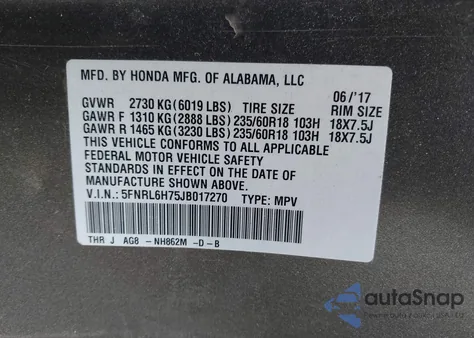 MFD. BY HONDA MFG. OF ALABAMA, LLC
06/'17
GVWR 2730 KG(6019 LBS) TIRE SIZE RIM SIZE
GAWR F 1310 KG(2888 LBS)235/60R18 103H 18X7.5J
GAWR R 1465 KG(3230 LBS)235/60R18 103H 18X7.5J
THIS VEHICLE CONFORMS TO ALL APPLICABLE
FEDERAL MOTOR VEHICLE SAFETY
STANDARDS IN EFFECT ON THE DATE OF
MANUFACTURE SHOWN ABOVE.
V.I.N.: 5FNRL6H75JB017270 TYPE: MPV
THR J AG8 -NH862M -D-B
autoSnap